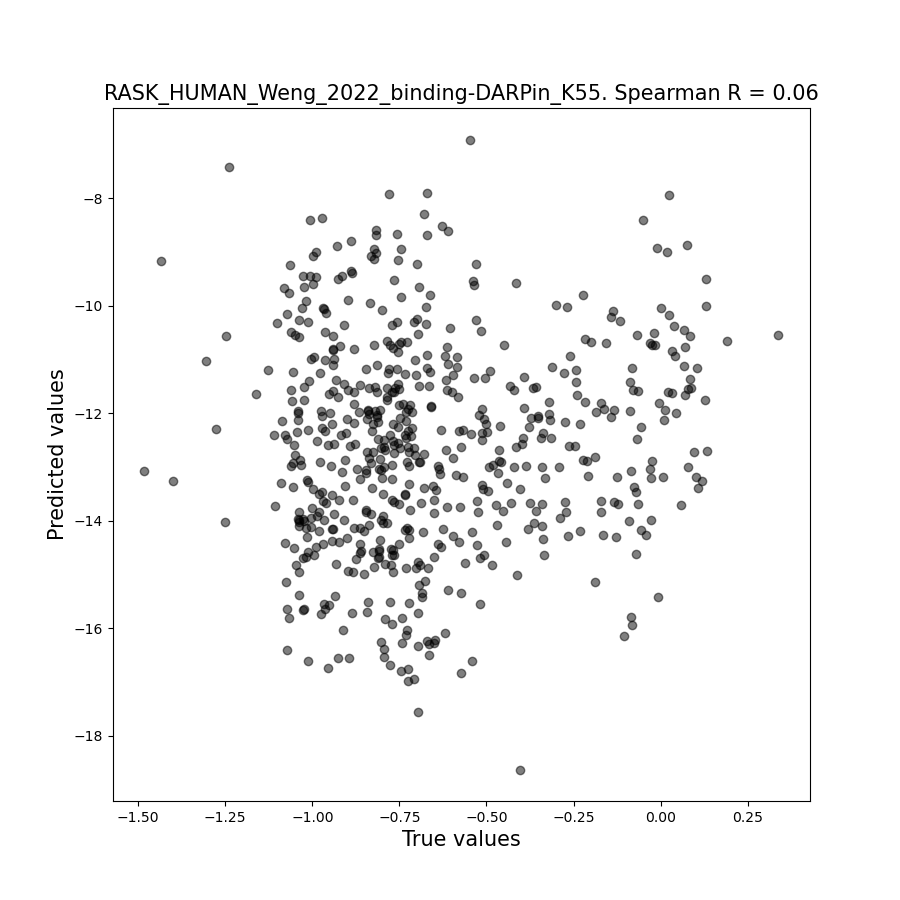 RASK_HUMAN_Weng_2022_binding-DARPin_K55. Spearman R = 0.06
Predicted values
−8
−10
−12
−14
−16
−18
−1.50 −1.25 −1.00 −0.75 −0.50 −0.25 0.00 0.25
True values